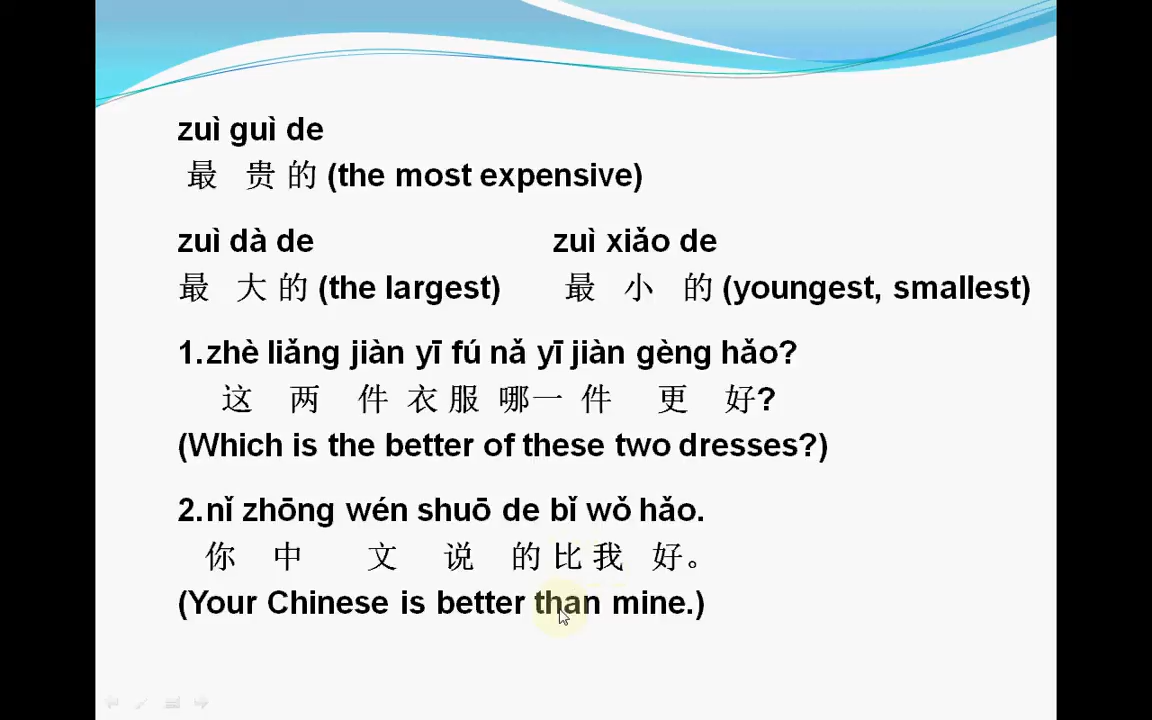 zuì guì de
最 贵 的 (the most expensive)
zuì dà de zuì xiǎo de
最 大 的 (the largest) 最 小 的 (youngest, smallest)
1.zhè liǎng jiàn yī fú nǎ yī jiàn gèng hǎo?
这 两 件 衣 服 哪 一 件 更 好?
(Which is the better of these two dresses?)
2.nǐ zhōng wén shuō de bǐ wǒ hǎo.
你 中 文 说 的 比 我 好。
(Your Chinese is better than mine.)